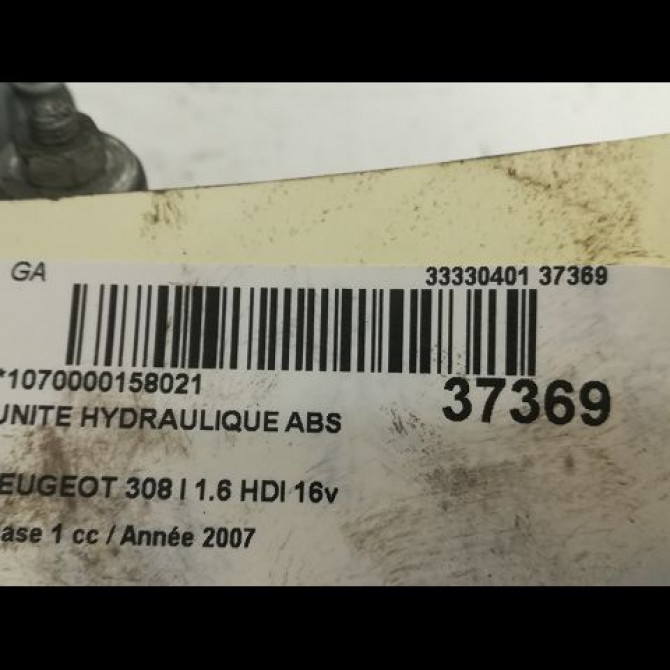 GA 33330401 37369
*1070000158021 37369
UNITE HYDRAULIQUE ABS
EUGEOT 308 I 1.6 HDI 16v
ase 1 cc / Année 2007